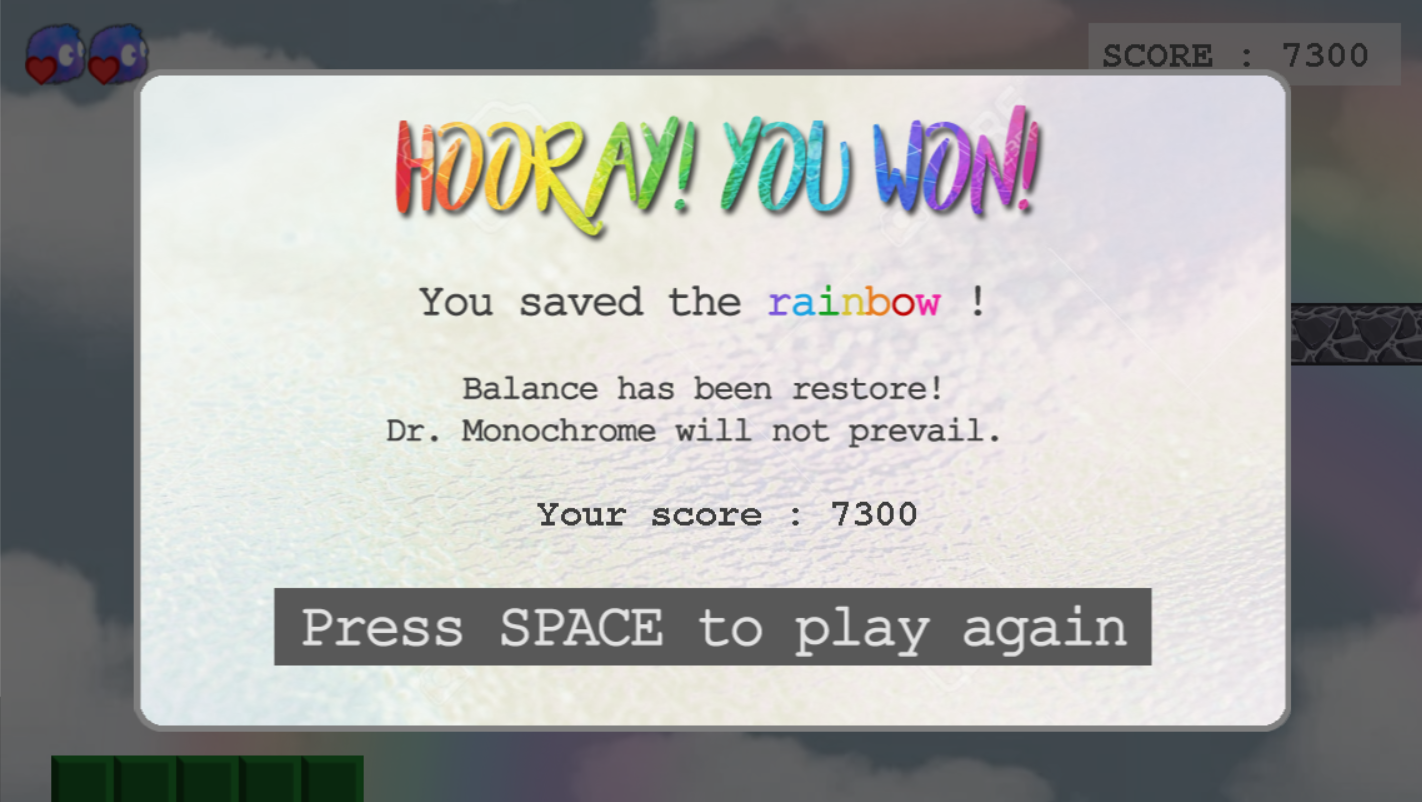 SCORE : 7300
HOORAY! YOU WON!
You saved the rainbow !
Balance has been restore!
Dr. Monochrome will not prevail.
Your score : 7300
Press SPACE to play again